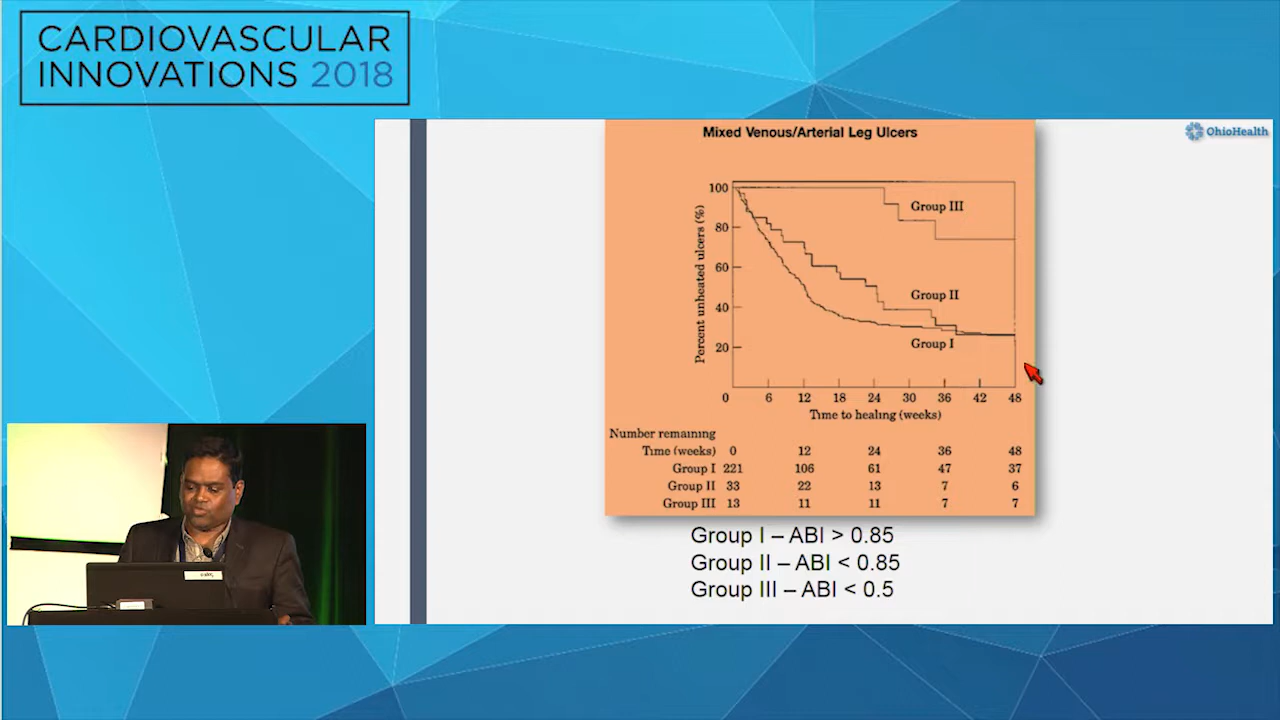 CARDIOVASCULAR
INNOVATIONS 2018
OhioHealth
Mixed Venous/Arterial Leg Ulcers
Percent unhealed ulcers (%)
100
80
60
40
20
Group III
Group II
Group I
0 6 12 18 24 30 36 42 48
Time to healing (weeks)
Number remaining
Time (weeks) 0 12 24 36 48
Group I 221 106 61 47 37
Group II 33 22 13 7 6
Group III 13 11 11 7 7
Group I – ABI > 0.85
Group II – ABI < 0.85
Group III – ABI < 0.5